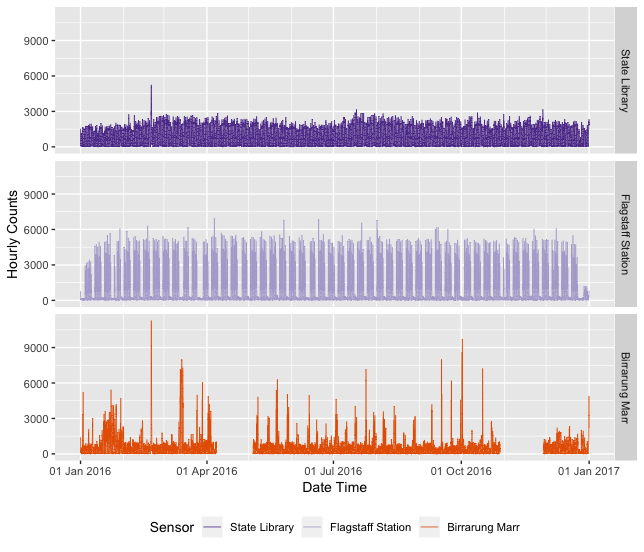 9000
6000
3000
0
State Library
9000
6000
3000
0
Flagstaff Station
9000
6000
3000
0
Birrarung Marr
Hourly Counts
01 Jan 2016 01 Apr 2016 01 Jul 2016 01 Oct 2016 01 Jan 2017
Date Time
Sensor State Library Flagstaff Station Birrarung Marr